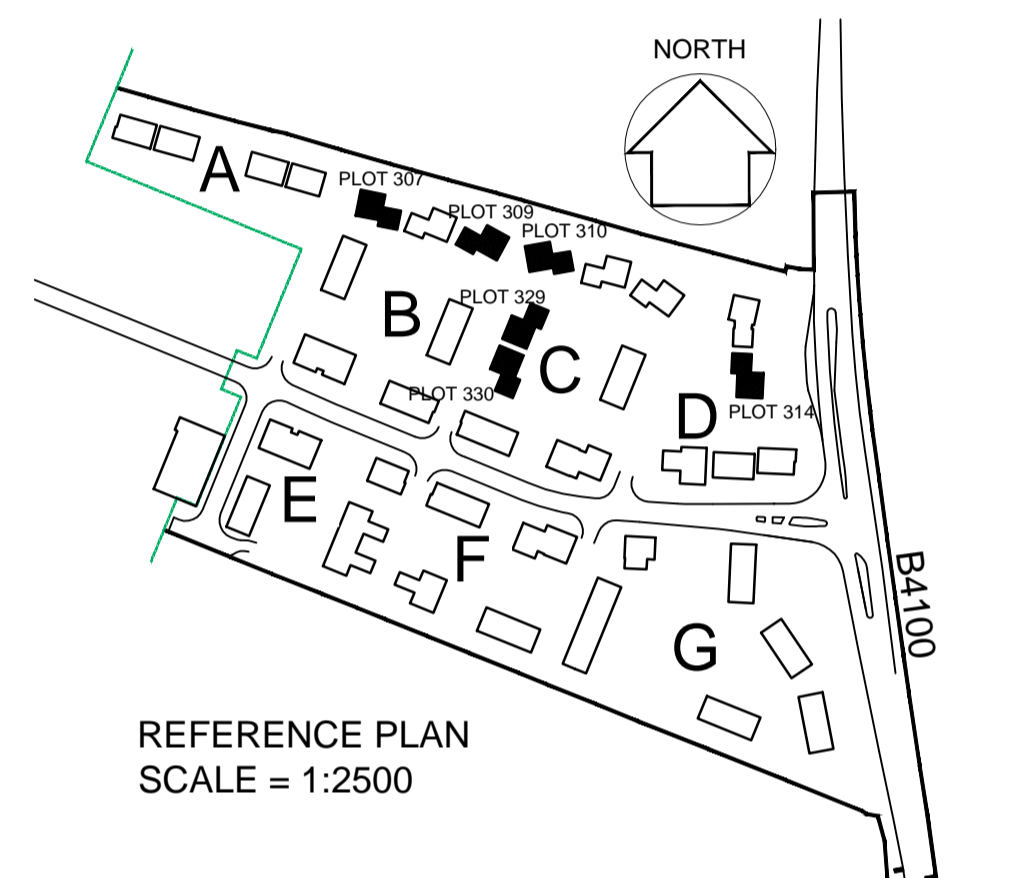 NORTH
A
PLOT 307
PLOT 309
PLOT 310
B
PLOT 329
C
PLOT 330
D
PLOT 314
E
F
G
B4100
REFERENCE PLAN
SCALE = 1:2500